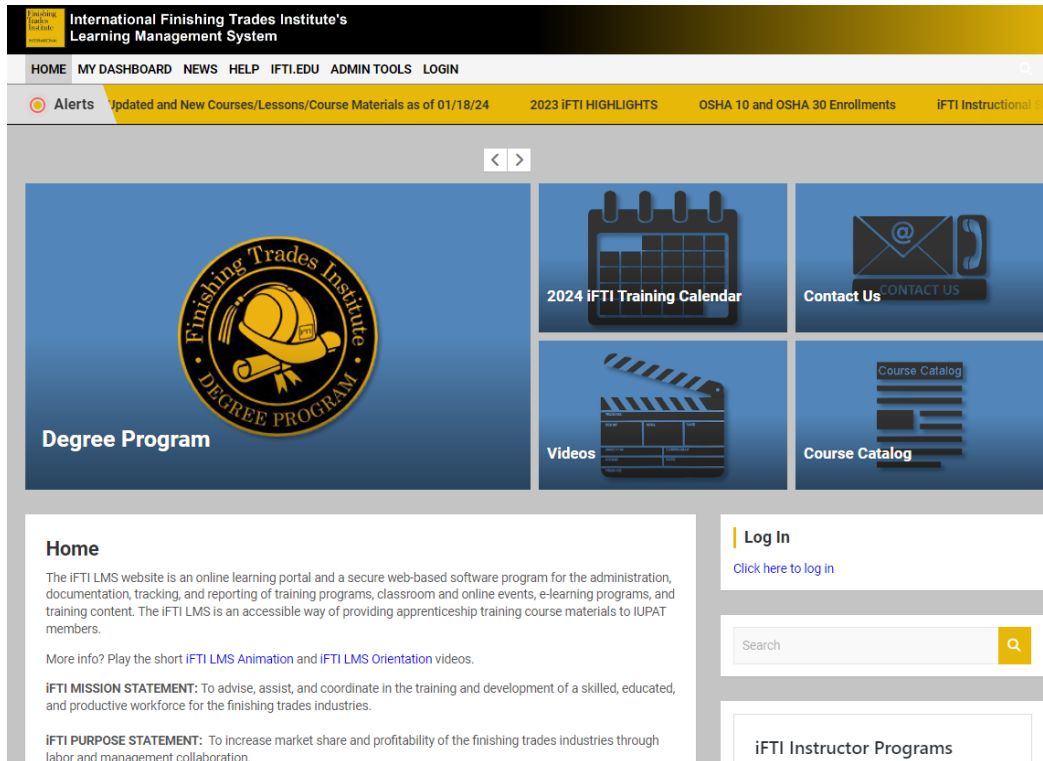 Finishing
Trades
Institute
INTERNATIONAL
International Finishing Trades Institute's
Learning Management System
HOME MY DASHBOARD NEWS HELP IFTI.EDU ADMIN TOOLS LOGIN
Alerts Updated and New Courses/Lessons/Course Materials as of 01/18/24 2023 iFTI HIGHLIGHTS OSHA 10 and OSHA 30 Enrollments iFTI Instructional
Finishing Trades Institute
IFTI
DEGREE PROGRAM
Degree Program
2024 iFTI Training Calendar
@
CONTACT US
Contact Us
Videos
Course Catalog
Course Catalog
Home
The iFTI LMS website is an online learning portal and a secure web-based software program for the administration,
documentation, tracking, and reporting of training programs, classroom and online events, e-learning programs, and
training content. The iFTI LMS is an accessible way of providing apprenticeship training course materials to IUPAT
members.
More info? Play the short iFTI LMS Animation and iFTI LMS Orientation videos.
iFTI MISSION STATEMENT: To advise, assist, and coordinate in the training and development of a skilled, educated,
and productive workforce for the finishing trades industries.
iFTI PURPOSE STATEMENT: To increase market share and profitability of the finishing trades industries through
labor and management collaboration.
Log In
Click here to log in
Search
iFTI Instructor Programs